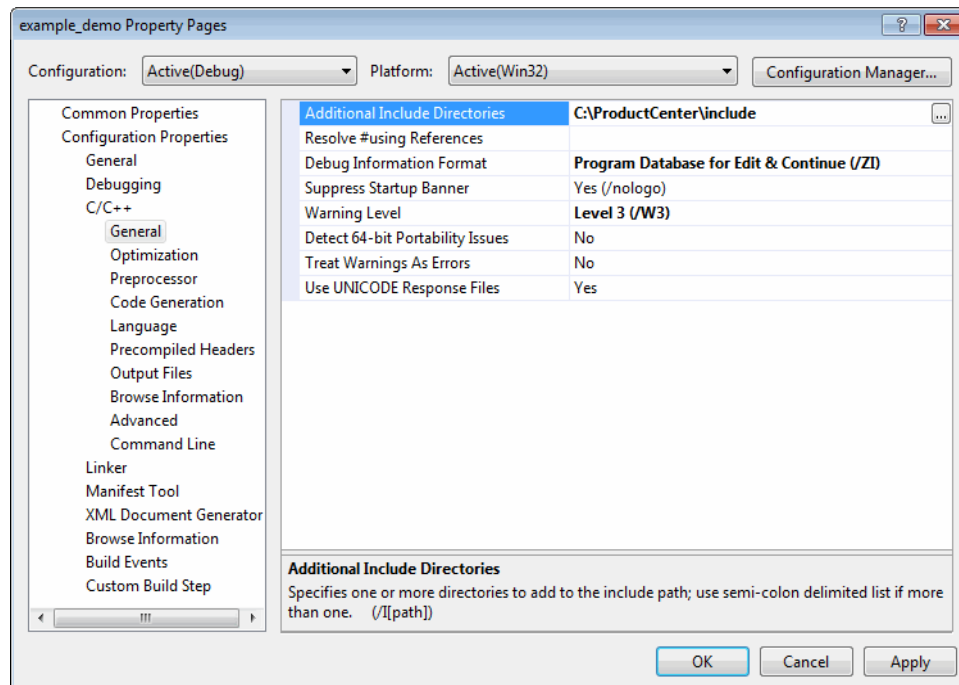 example_demo Property Pages
Configuration: Active(Debug) Platform: Active(Win32) Configuration Manager...
Common Properties
Configuration Properties
General
Debugging
C/C++
General
Optimization
Preprocessor
Code Generation
Language
Precompiled Headers
Output Files
Browse Information
Advanced
Command Line
Linker
Manifest Tool
XML Document Generator
Browse Information
Build Events
Custom Build Step
Additional Include Directories C:\ProductCenter\include ...
Resolve #using References
Debug Information Format Program Database for Edit & Continue (/ZI)
Suppress Startup Banner Yes (/nologo)
Warning Level Level 3 (/W3)
Detect 64-bit Portability Issues No
Treat Warnings As Errors No
Use UNICODE Response Files Yes
Additional Include Directories
Specifies one or more directories to add to the include path; use semi-colon delimited list if more
than one. (/I[path])
OK Cancel Apply